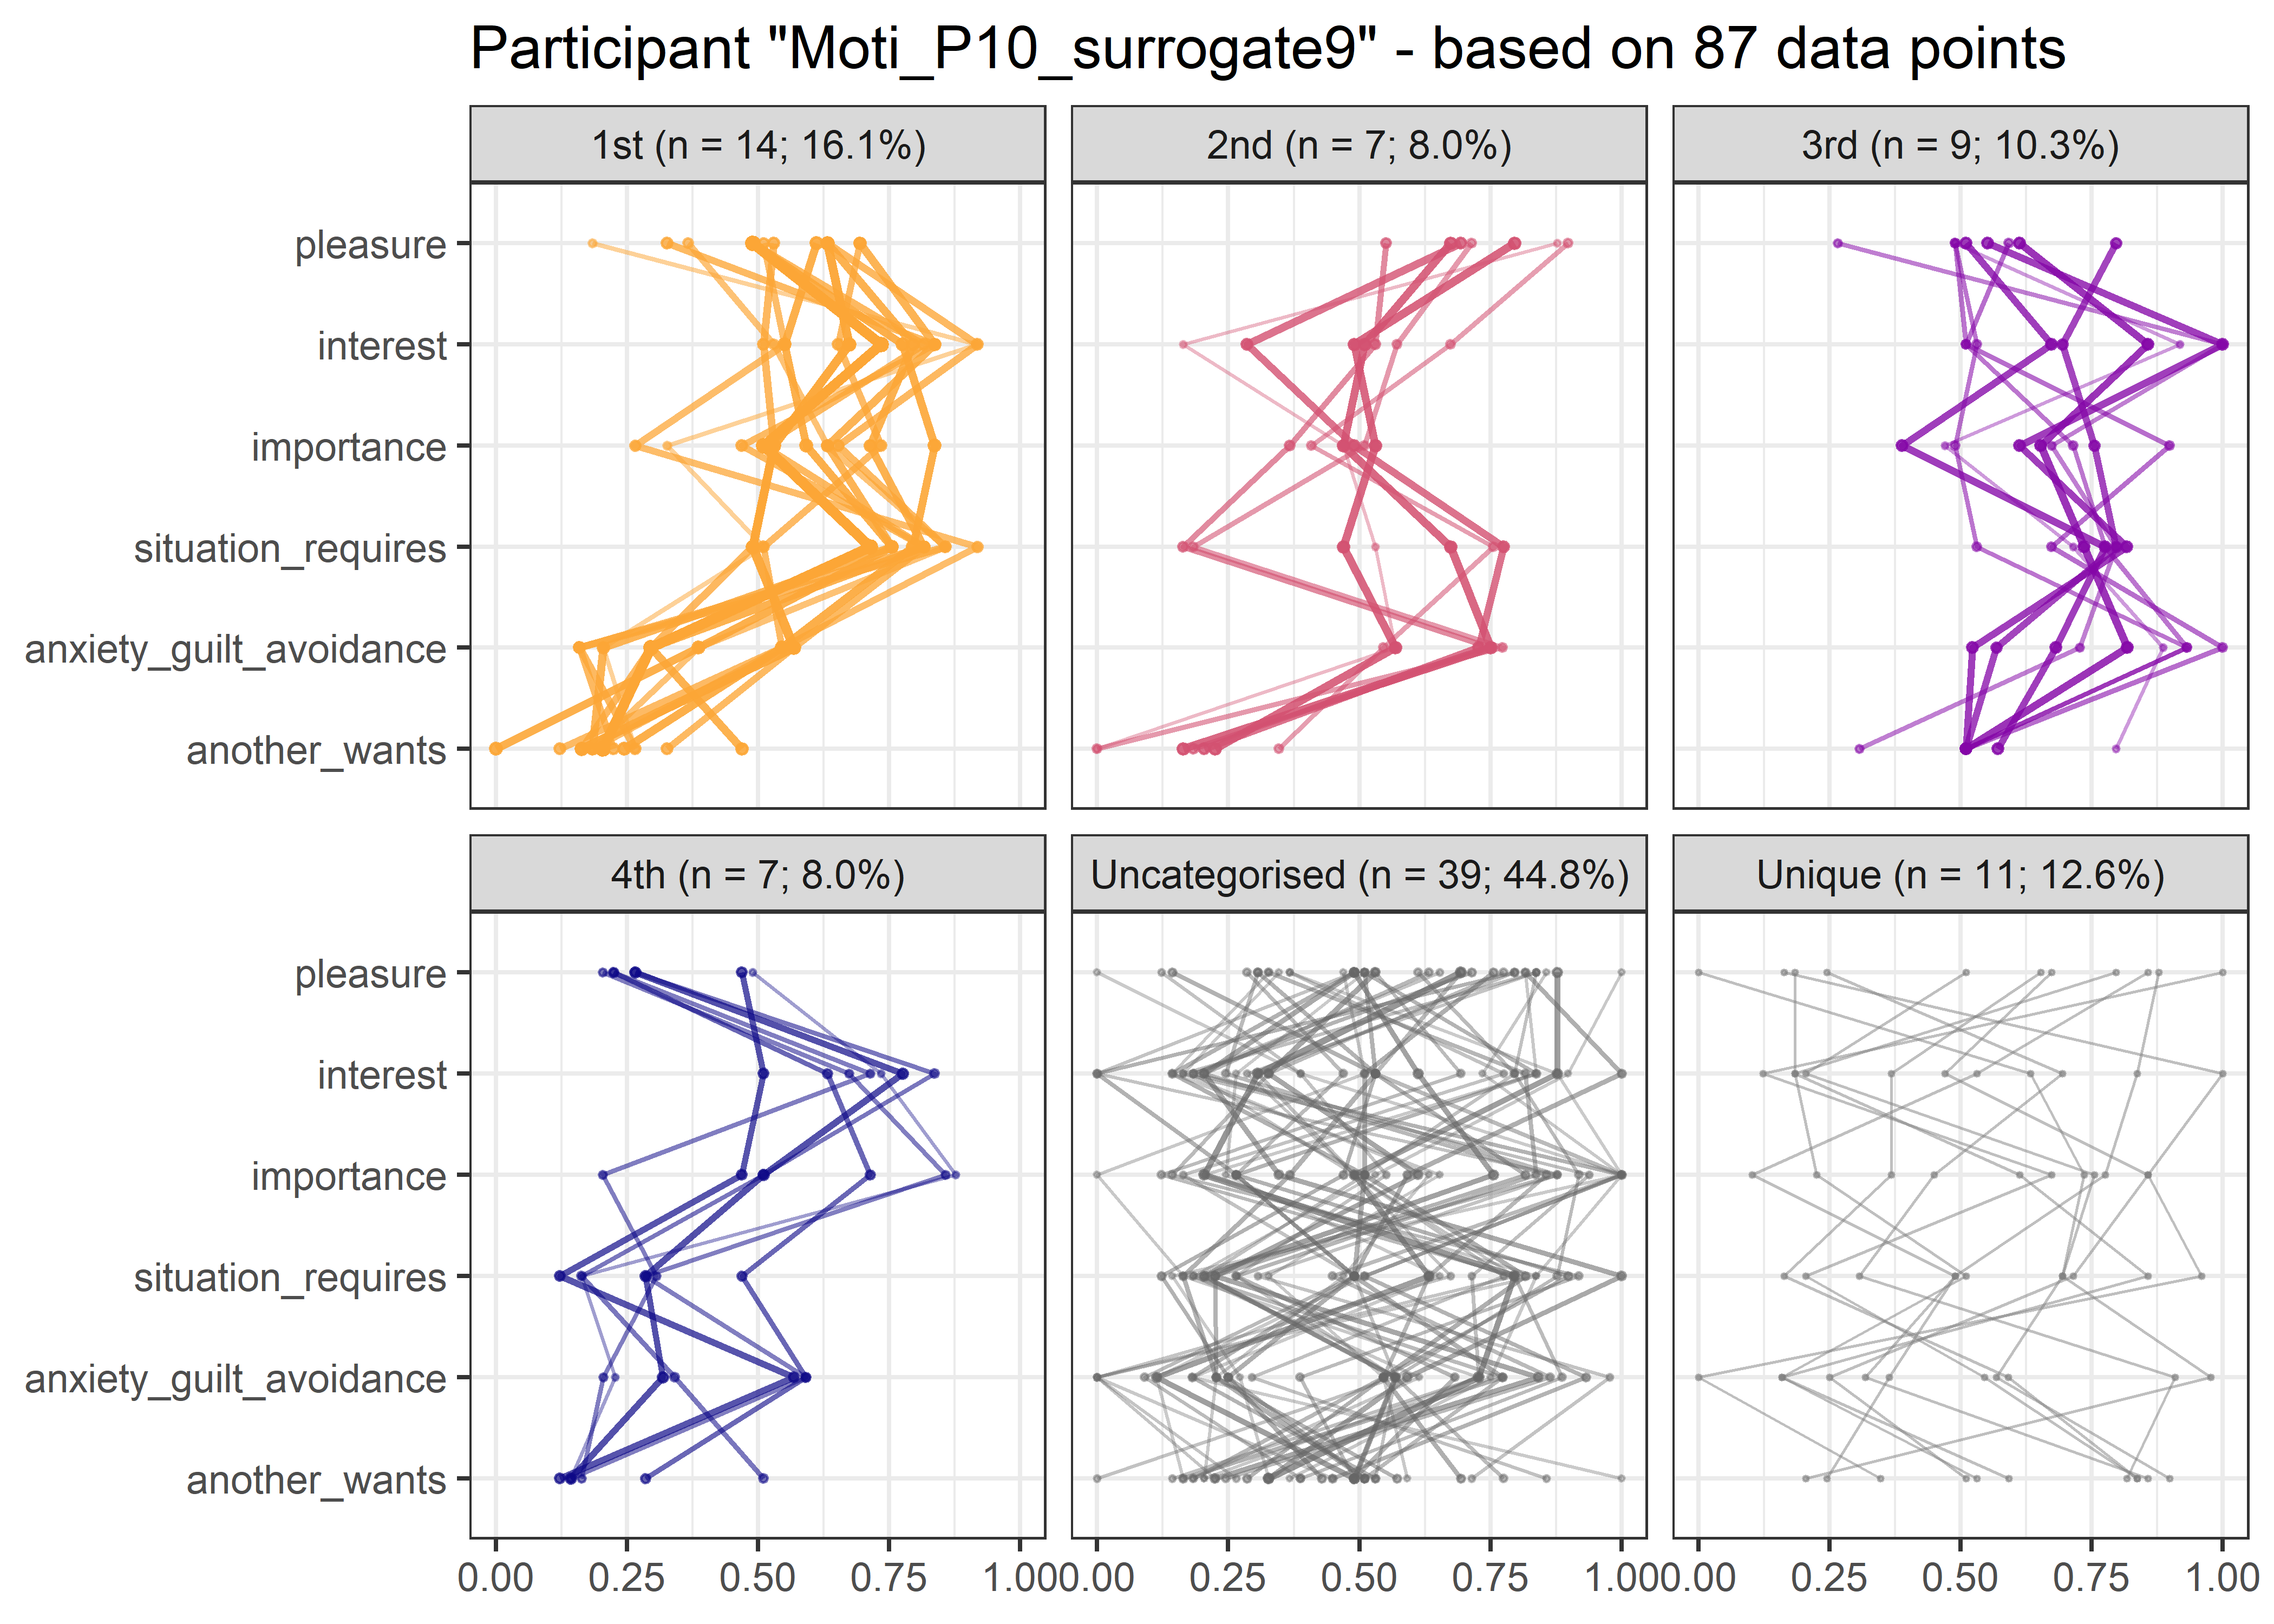 Participant "Moti_P10_surrogate9" - based on 87 data points
1st (n = 14; 16.1%)
2nd (n = 7; 8.0%)
3rd (n = 9; 10.3%)
pleasure
interest
importance
situation_requires
anxiety_guilt_avoidance
another_wants
4th (n = 7; 8.0%)
Uncategorised (n = 39; 44.8%)
Unique (n = 11; 12.6%)
pleasure
interest
importance
situation_requires
anxiety_guilt_avoidance
another_wants
0.00 0.25 0.50 0.75 1.00
0.00 0.25 0.50 0.75 1.00
0.00 0.25 0.50 0.75 1.00